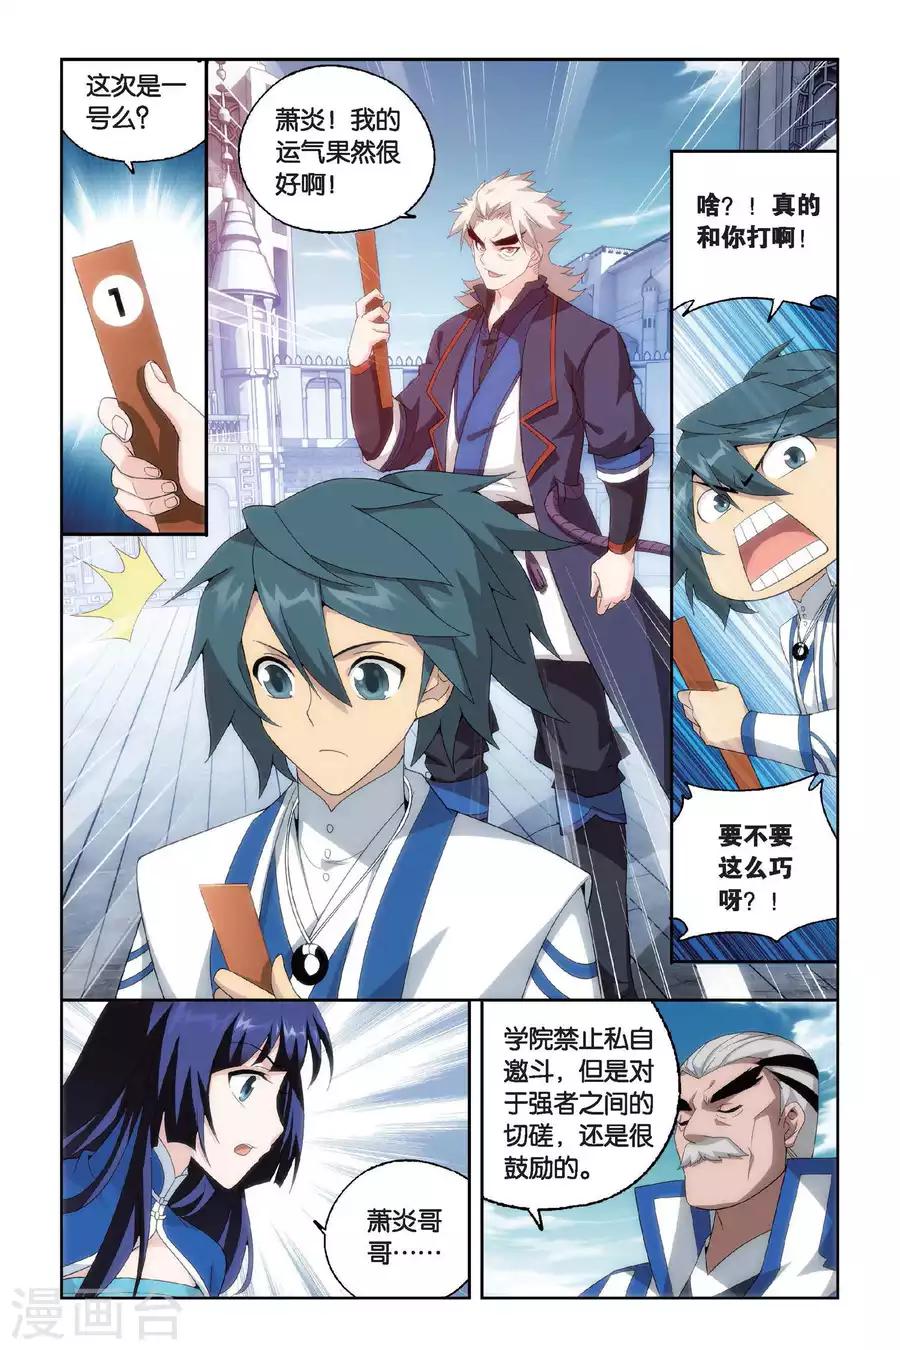 这次是一
号么？
1
萧炎！我的
运气果然很
好啊！
啥？！真的
和你打啊！
要不要
这么巧
呀？！
萧炎哥
哥……
学院禁止私自
邀斗，但是对
于强者之间的
切磋，还是很
鼓励的。
漫画台